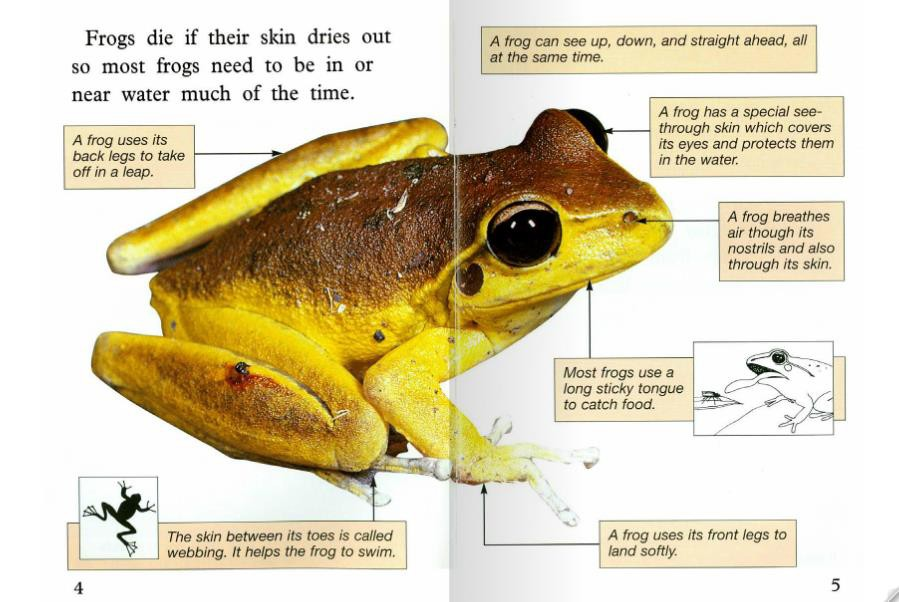 Frogs die if their skin dries out
so most frogs need to be in or
near water much of the time.
A frog uses its
back legs to take
off in a leap.
The skin between its toes is called
webbing. It helps the frog to swim.
4
A frog can see up, down, and straight ahead, all
at the same time.
A frog has a special see-
through skin which covers
its eyes and protects them
in the water.
A frog breathes
air though its
nostrils and also
through its skin.
Most frogs use a
long sticky tongue
to catch food.
A frog uses its front legs to
land softly.
5